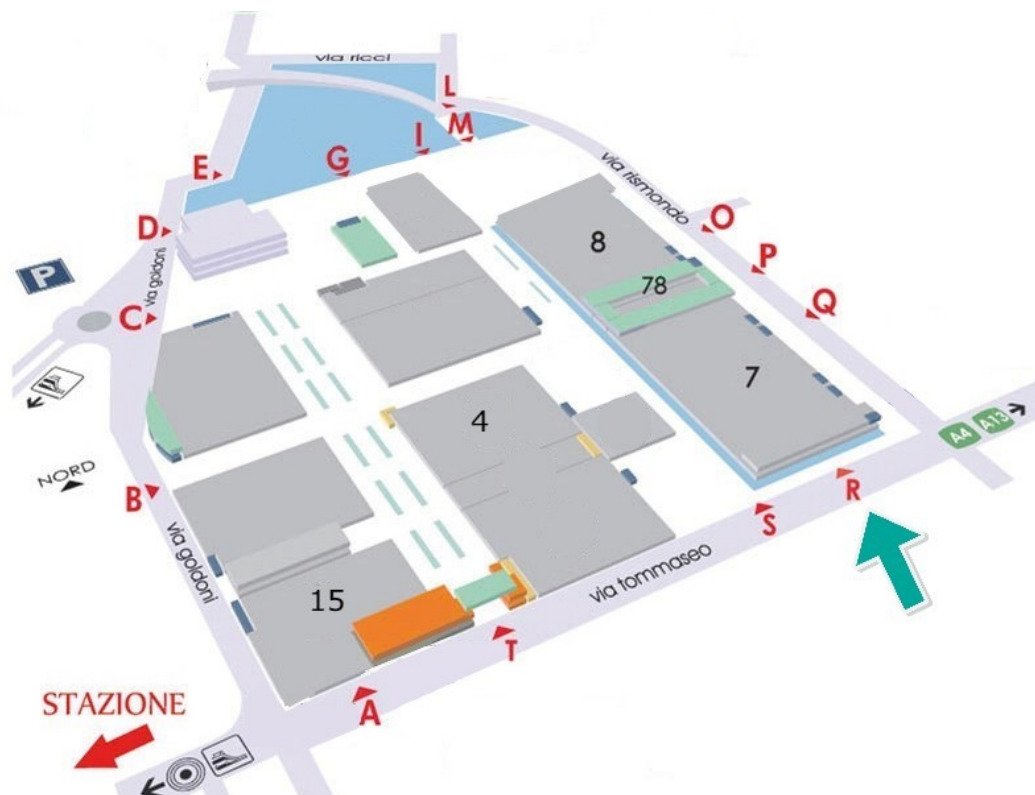 via ricci
L
M
I
G
E
via rismondo
D
O
8
P
78
via goldoni
P
C
Q
7
4
A4
A13
NORD
B
R
S
via goldoni
via tommaseo
15
T
A
STAZIONE